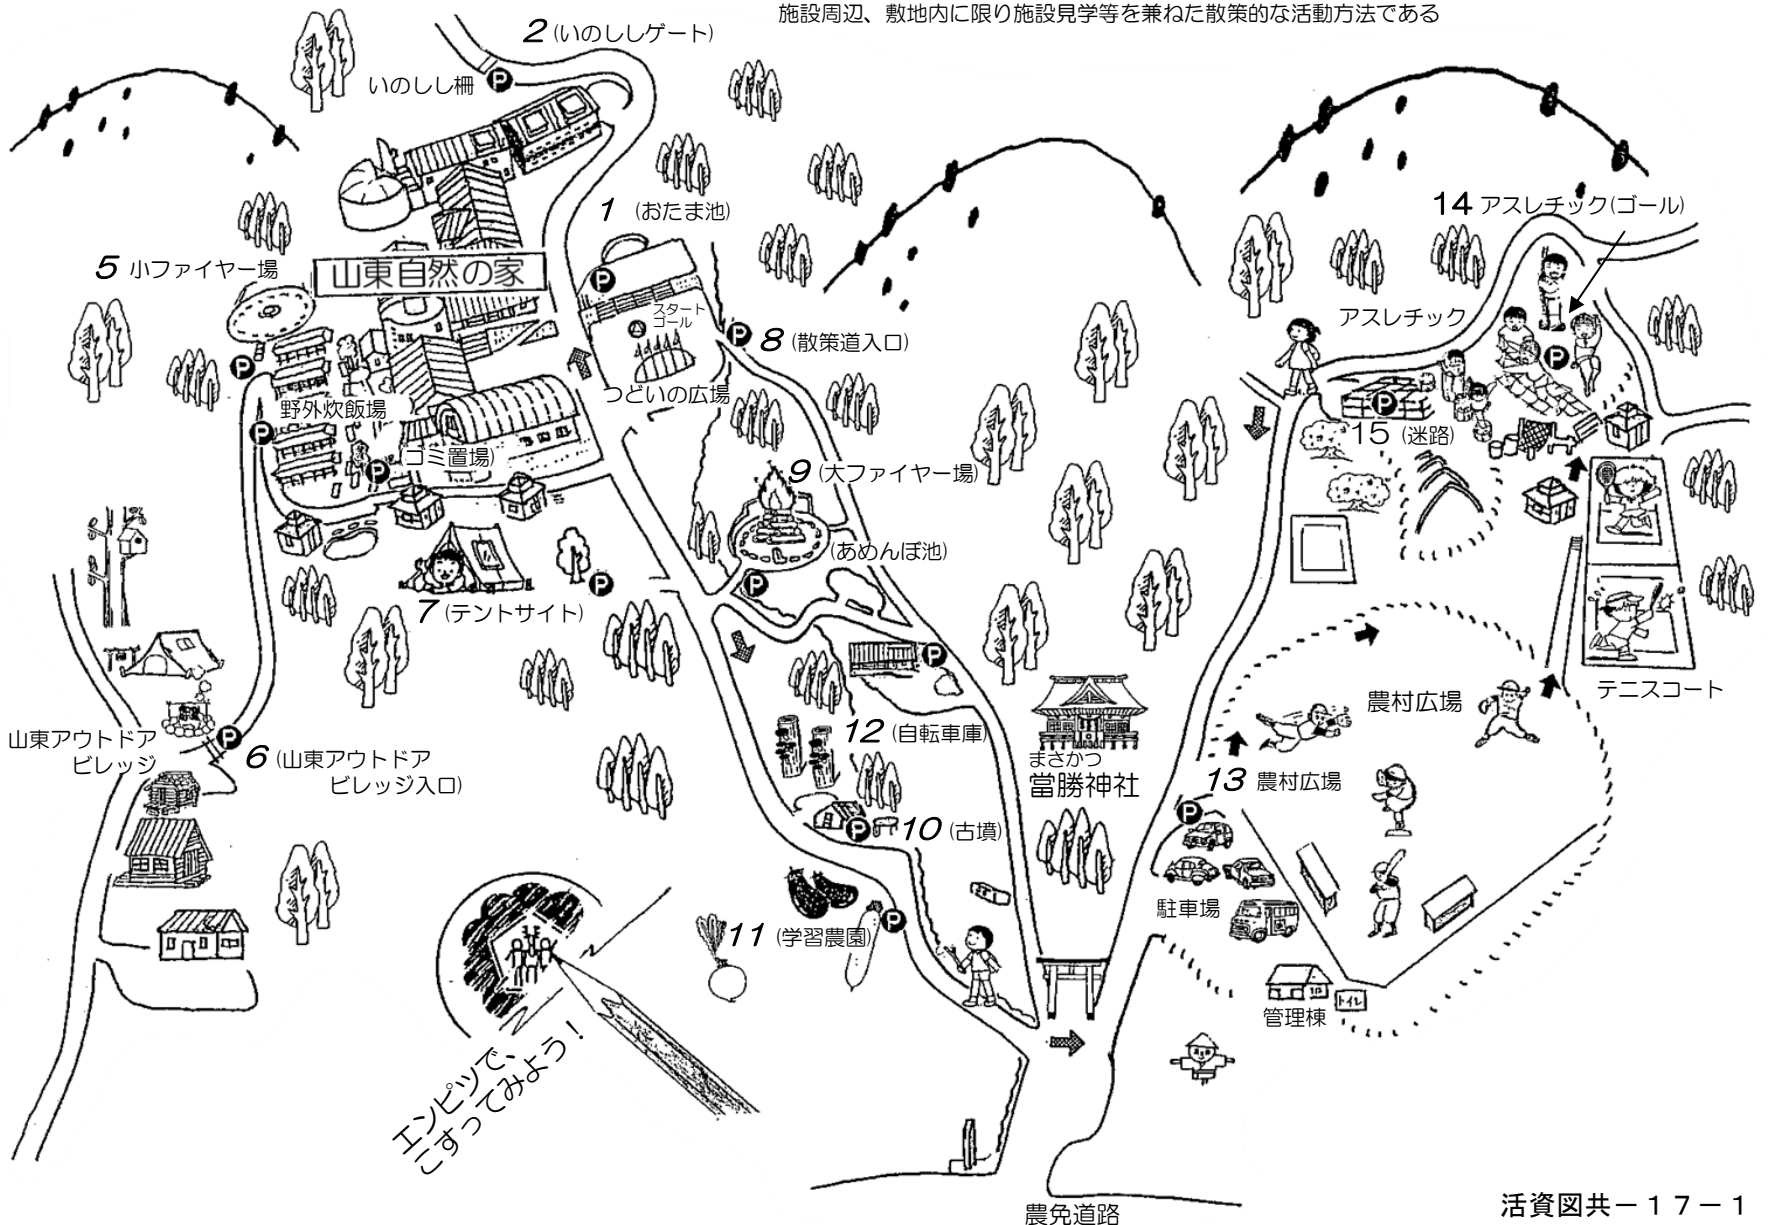 施設周辺、敷地内に限り施設見学等を兼ねた散策的な活動方法である
2 (いのししゲート)
いのしし柵
P
1 (おたま池)
14 アスレチック(ゴール)
5 小ファイヤー場
山東自然の家
P
スタート
ゴール
アスレチック
P
8 (散策道入口)
P
P
つどいの広場
野外炊飯場
P
P
15 (迷路)
ゴミ置場)
P
9 (大ファイヤー場)
(あめんぼ池)
P
P
7 (テントサイト)
P
テニスコート
農村広場
山東アウトドア
ビレッジ
P
6 (山東アウトドア
ビレッジ入口)
12 (自転車庫)
まさかつ
當勝神社
13 農村広場
P
P
10 (古墳)
駐車場
P
11 (学習農園)
トイレ
管理棟
エンピツで、
こすってみよう!
農免道路
活資図共-17-1